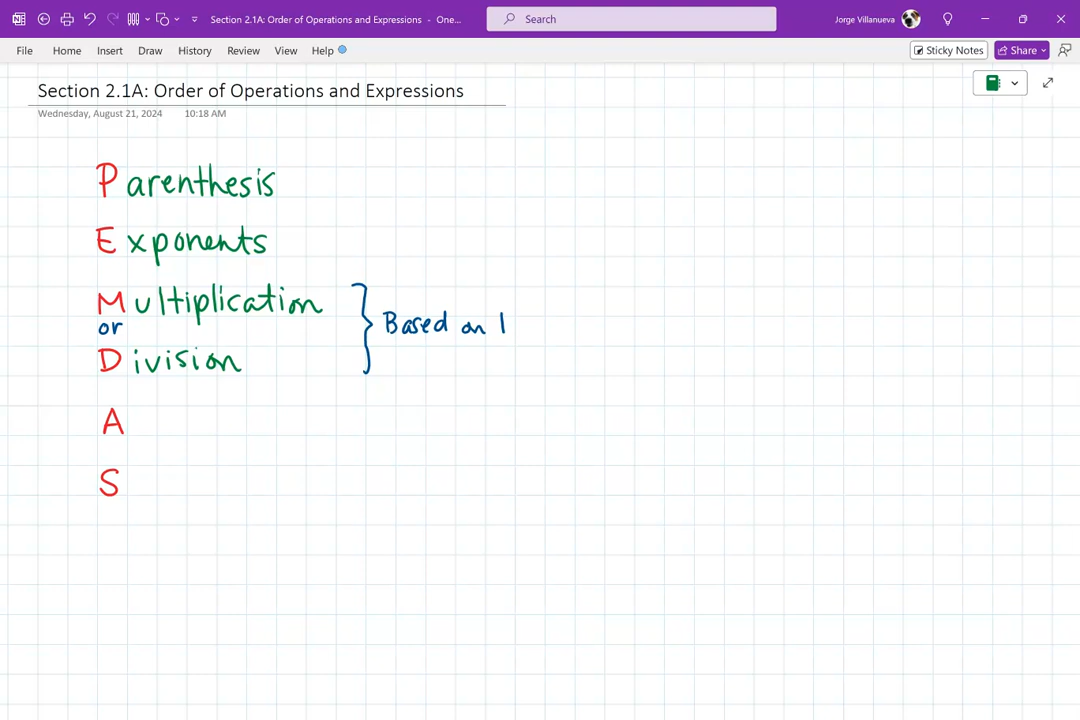 Section 2.1A: Order of Operations and Expressions - One...
Search
Jorge Villanueva
File Home Insert Draw History Review View Help
Sticky Notes
Share
Section 2.1A: Order of Operations and Expressions
Wednesday, August 21, 2024 10:18 AM
Parenthesis
Exponents
Multiplication
or
Division
Based on
A
S